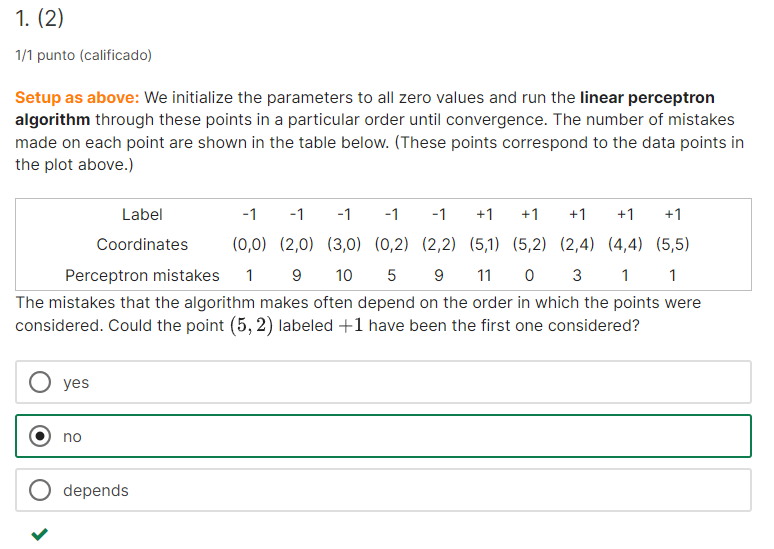 1. (2)
1/1 punto (calificado)
Setup as above: We initialize the parameters to all zero values and run the linear perceptron
algorithm through these points in a particular order until convergence. The number of mistakes
made on each point are shown in the table below. (These points correspond to the data points in
the plot above.)
Label -1 -1 -1 -1 -1 +1 +1 +1 +1 +1
Coordinates (0,0) (2,0) (3,0) (0,2) (2,2) (5,1) (5,2) (2,4) (4,4) (5,5)
Perceptron mistakes 1 9 10 5 9 11 0 3 1 1
The mistakes that the algorithm makes often depend on the order in which the points were
considered. Could the point (5, 2) labeled +1 have been the first one considered?
yes
no
depends